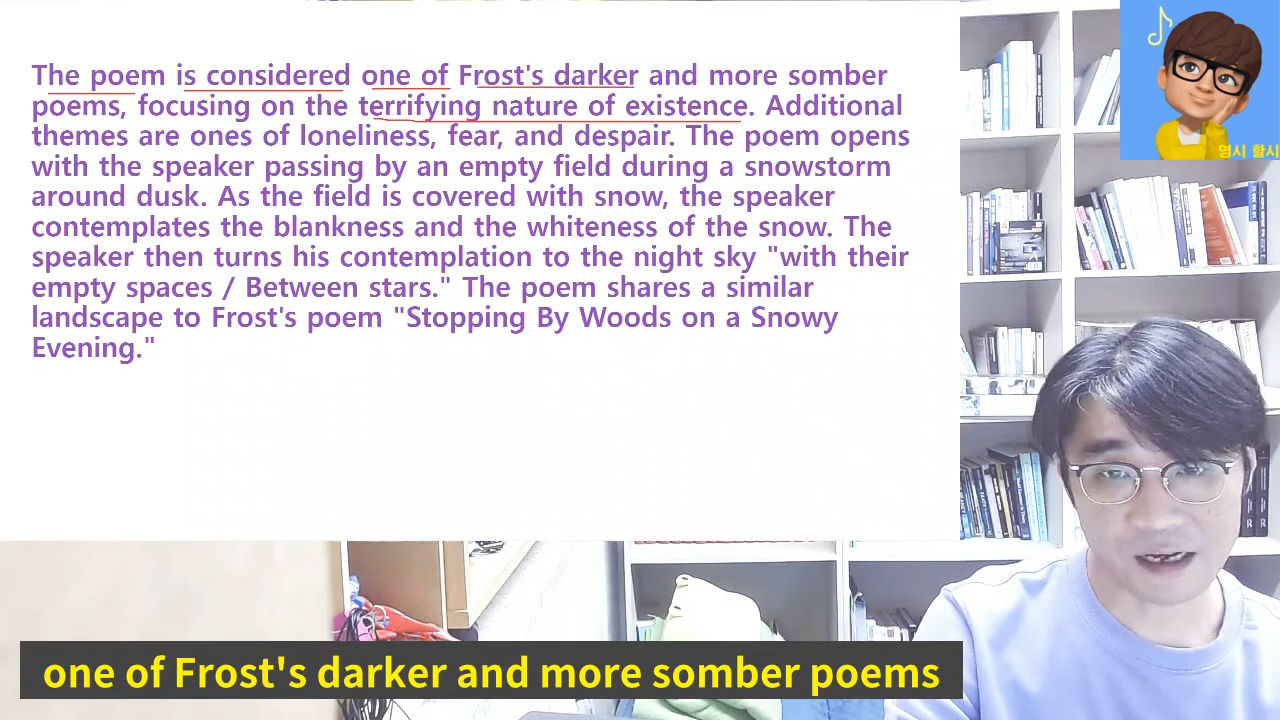 The poem is considered one of Frost's darker and more somber
poems, focusing on the terrifying nature of existence. Additional
themes are ones of loneliness, fear, and despair. The poem opens
with the speaker passing by an empty field during a snowstorm
around dusk. As the field is covered with snow, the speaker
contemplates the blankness and the whiteness of the snow. The
speaker then turns his contemplation to the night sky "with their
empty spaces / Between stars." The poem shares a similar
landscape to Frost's poem "Stopping By Woods on a Snowy
Evening."
영시 할시
one of Frost's darker and more somber poems